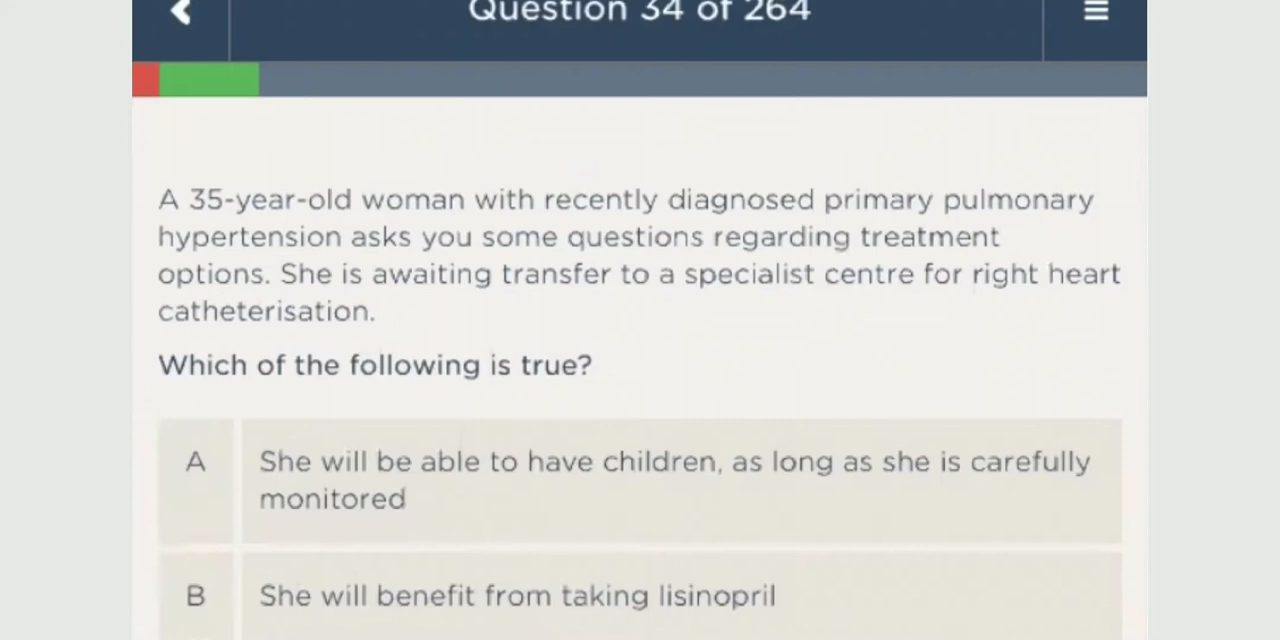 Question 34 of 264
A 35-year-old woman with recently diagnosed primary pulmonary
hypertension asks you some questions regarding treatment
options. She is awaiting transfer to a specialist centre for right heart
catheterisation.
Which of the following is true?
A She will be able to have children, as long as she is carefully
monitored
B She will benefit from taking lisinopril